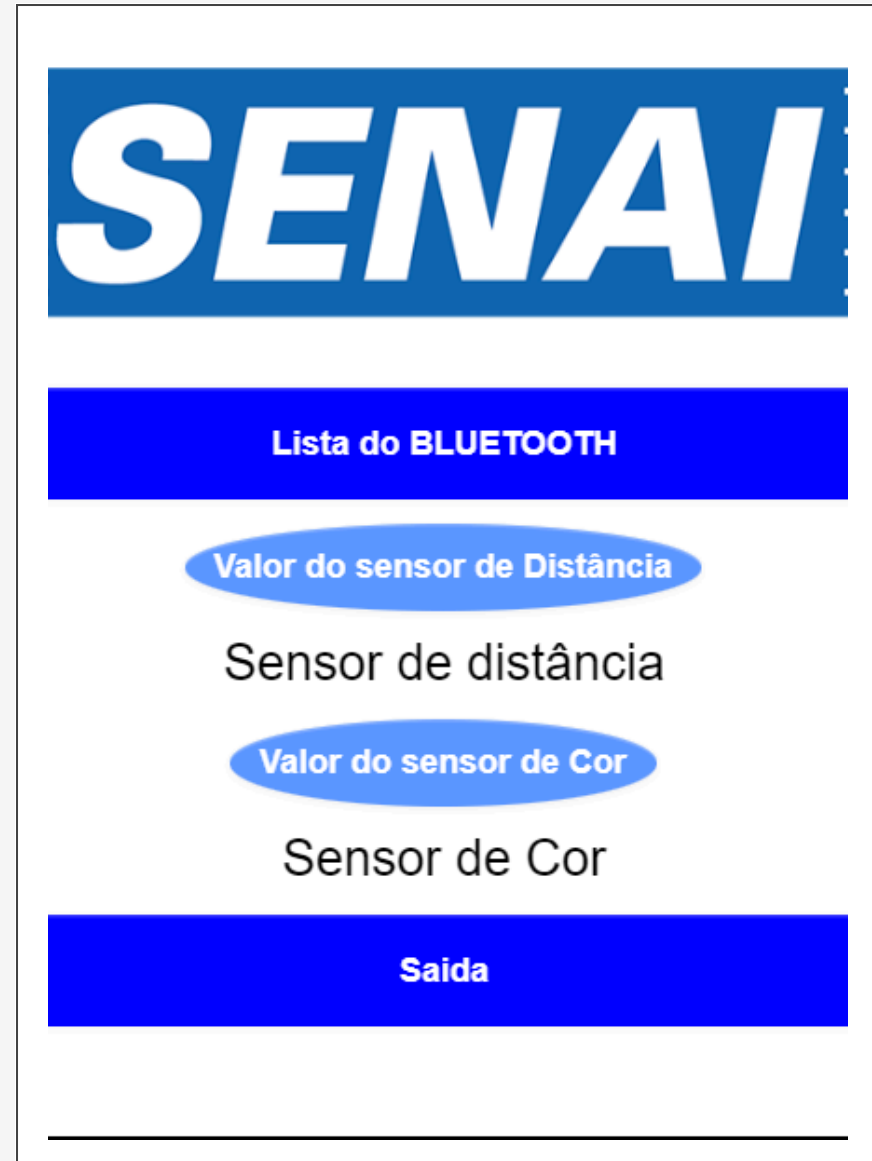 SENAI
Lista do BLUETOOTH
Valor do sensor de Distância
Sensor de distância
Valor do sensor de Cor
Sensor de Cor
Saida